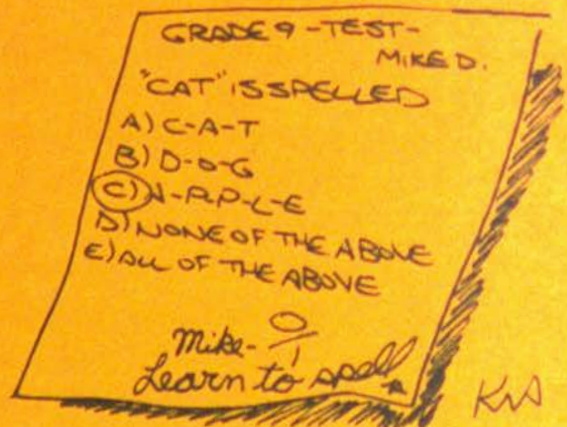 GRADE 9 -TEST-
MIKE D.
"CAT" IS SPELLED
A) C-A-T
B) D-O-G
C) A-P-P-L-E
D) NONE OF THE ABOVE
E) ALL OF THE ABOVE
Mike- 0/1
Learn to spell